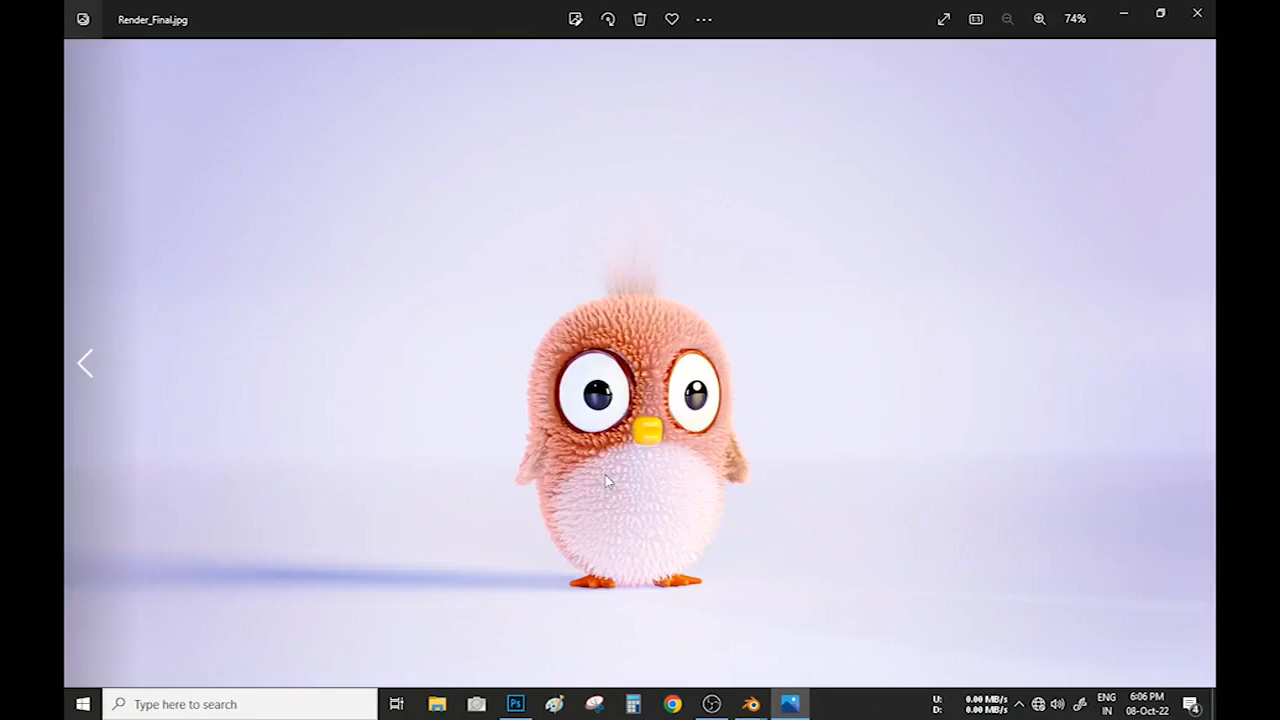 Render_Final.jpg
74%
Type here to search
Ps
U: 0.00 MB/s
D: 0.00 MB/s
ENG
IN
6:06 PM
08-Oct-22
4